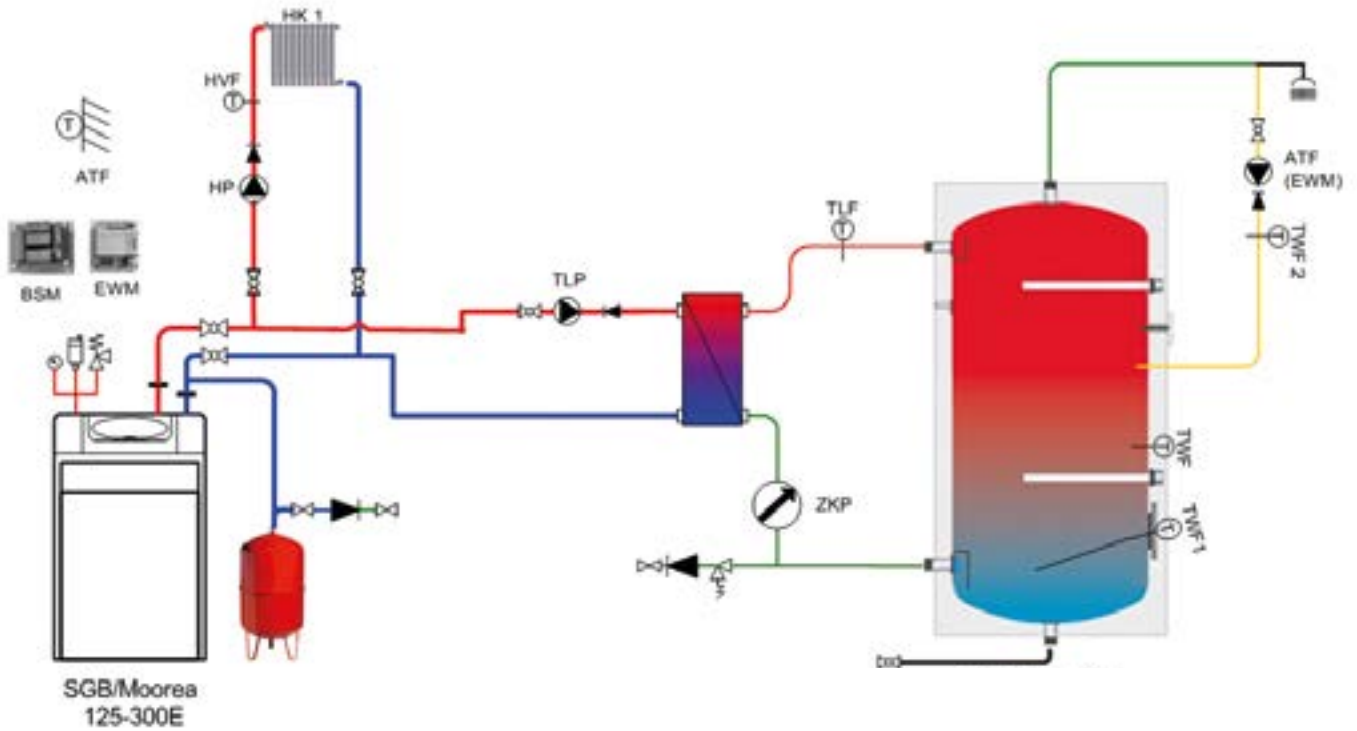 HK 1
HVF
ATF
HP
BSM
EWM
TLP
TLF
ATF
(EWM)
TWF 2
TWF
TWF1
ZKP
SGB/Moorea
125-300E
T
T
T
T
T
T